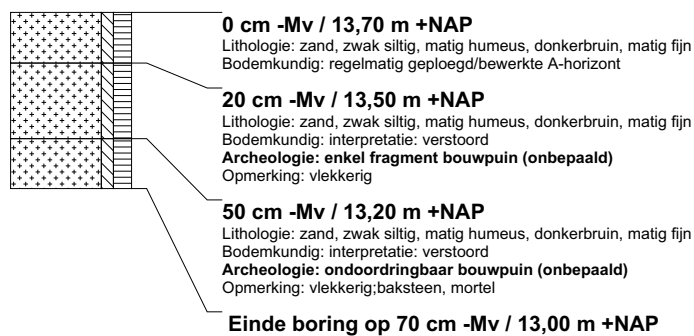 0 cm -Mv / 13,70 m +NAP
Lithologie: zand, zwak siltig, matig humeus, donkerbruin, matig fijn
Bodemkundig: regelmatig geploegd/bewerkte A-horizont
20 cm -Mv / 13,50 m +NAP
Lithologie: zand, zwak siltig, matig humeus, donkerbruin, matig fijn
Bodemkundig: interpretatie: verstoord
Archeologie: enkel fragment bouwpuin (onbepaald)
Opmerking: vlekkerig
50 cm -Mv / 13,20 m +NAP
Lithologie: zand, zwak siltig, matig humeus, donkerbruin, matig fijn
Bodemkundig: interpretatie: verstoord
Archeologie: ondoordringbaar bouwpuin (onbepaald)
Opmerking: vlekkerig;baksteen, mortel
Einde boring op 70 cm -Mv / 13,00 m +NAP